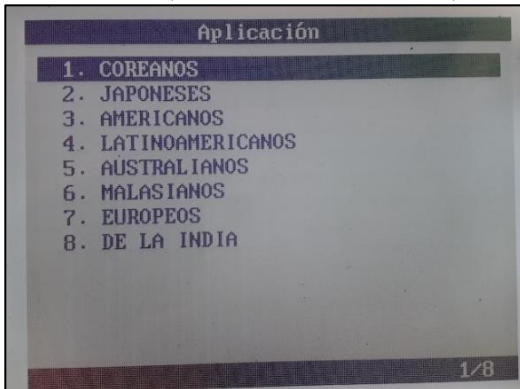 Aplicación
1. COREANOS
2. JAPONESES
3. AMERICANOS
4. LATINOAMERICANOS
5. AUSTRALIANOS
6. MALASIANOS
7. EUROPEOS
8. DE LA INDIA
1/8